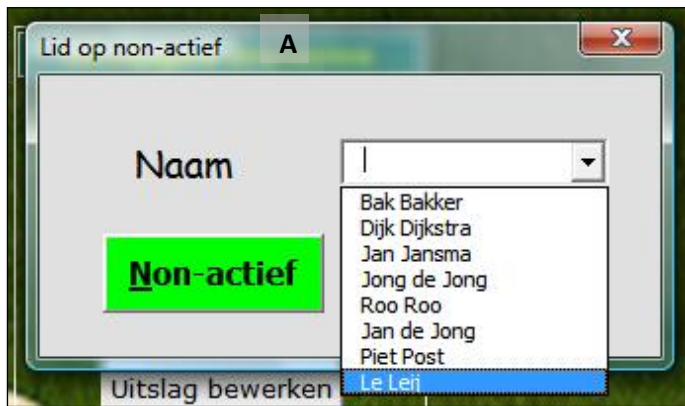 Lid op non-actief A
Naam
Bak Bakker
Dijk Dijkstra
Jan Jansma
Jong de Jong
Roo Roo
Jan de Jong
Piet Post
Le Leij
Non-actief
Uitslag bewerken